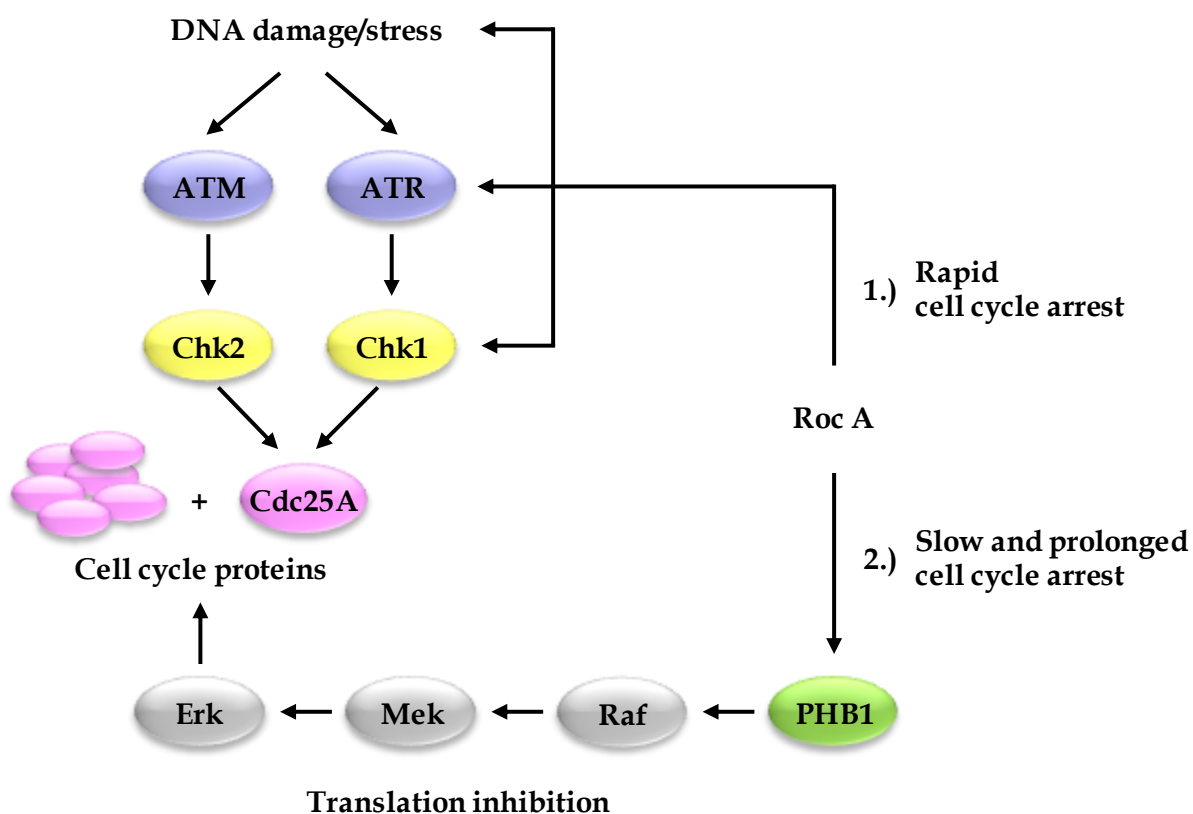 DNA damage/stress
ATM
ATR
1.) Rapid
cell cycle arrest
Chk2
Chk1
Roc A
+
Cdc25A
Cell cycle proteins
2.) Slow and prolonged
cell cycle arrest
Erk
Mek
Raf
PHB1
Translation inhibition